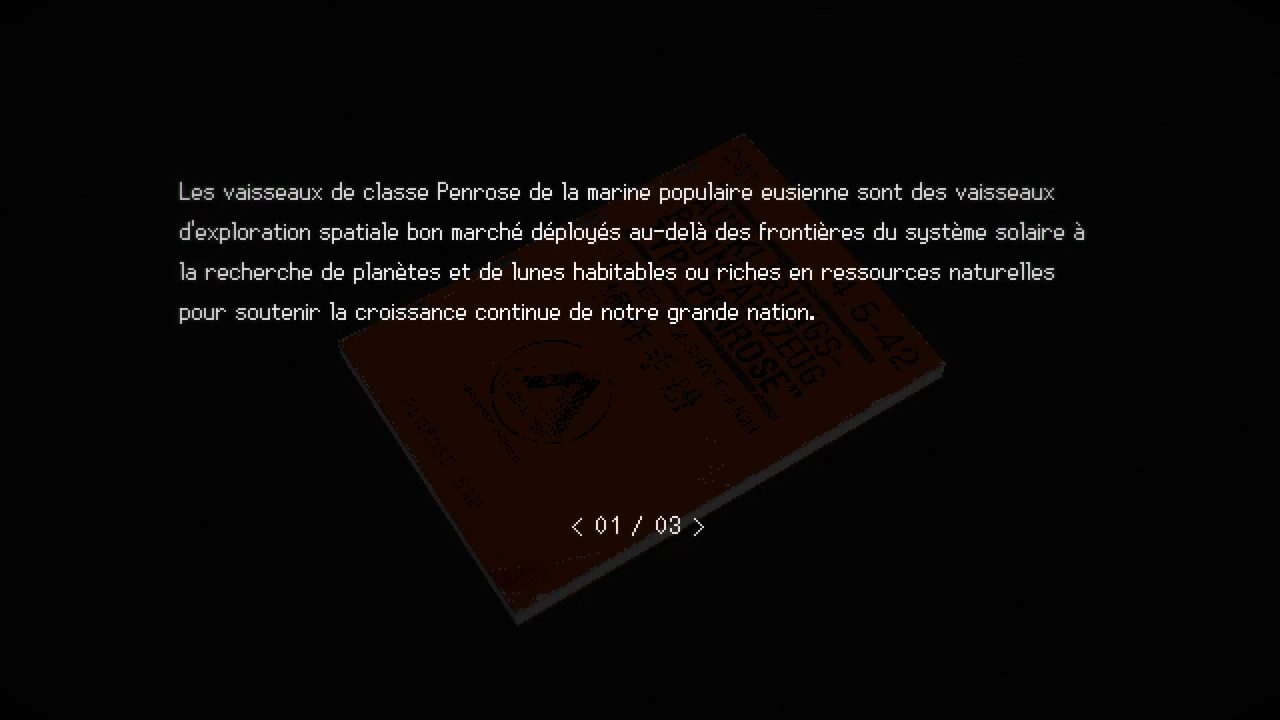 Les vaisseaux de classe Penrose de la marine populaire eusienne sont des vaisseaux
d'exploration spatiale bon marché déployés au-delà des frontières du système solaire à
la recherche de planètes et de lunes habitables ou riches en ressources naturelles
pour soutenir la croissance continue de notre grande nation.
< 01 / 03 >